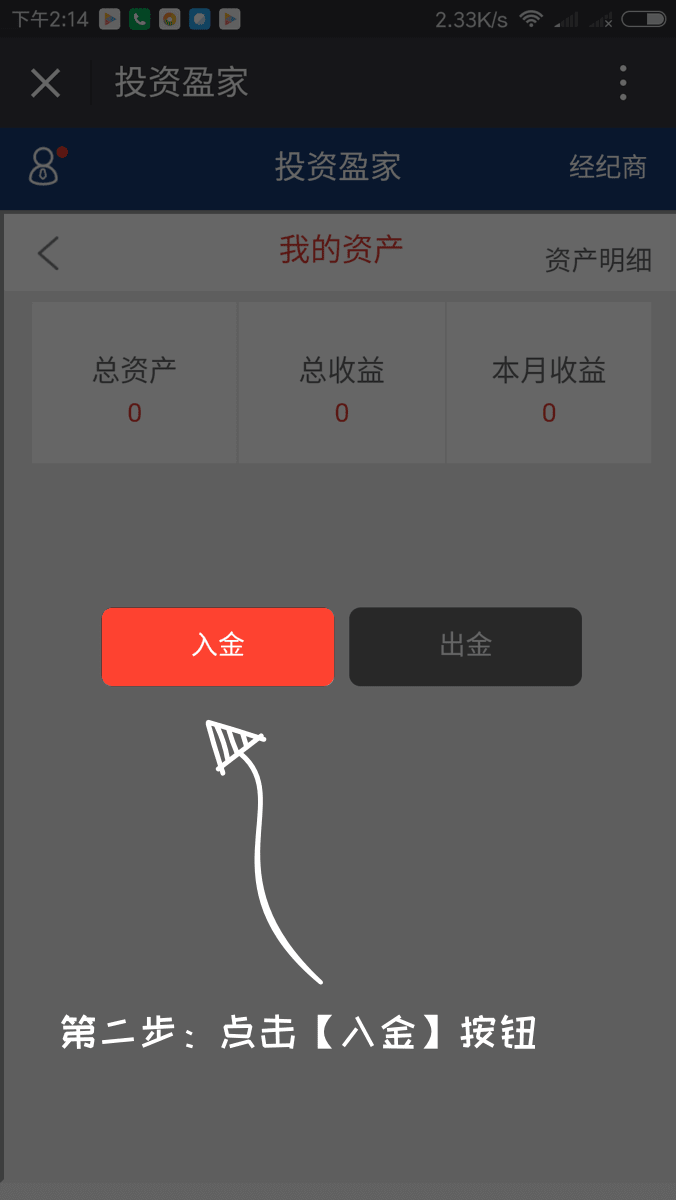 下午2:14 2.33K/s
投资盈家
投资盈家 经纪商
我的资产 资产明细
总资产 总收益 本月收益
0 0 0
入金 出金
第二步：点击【入金】按钮